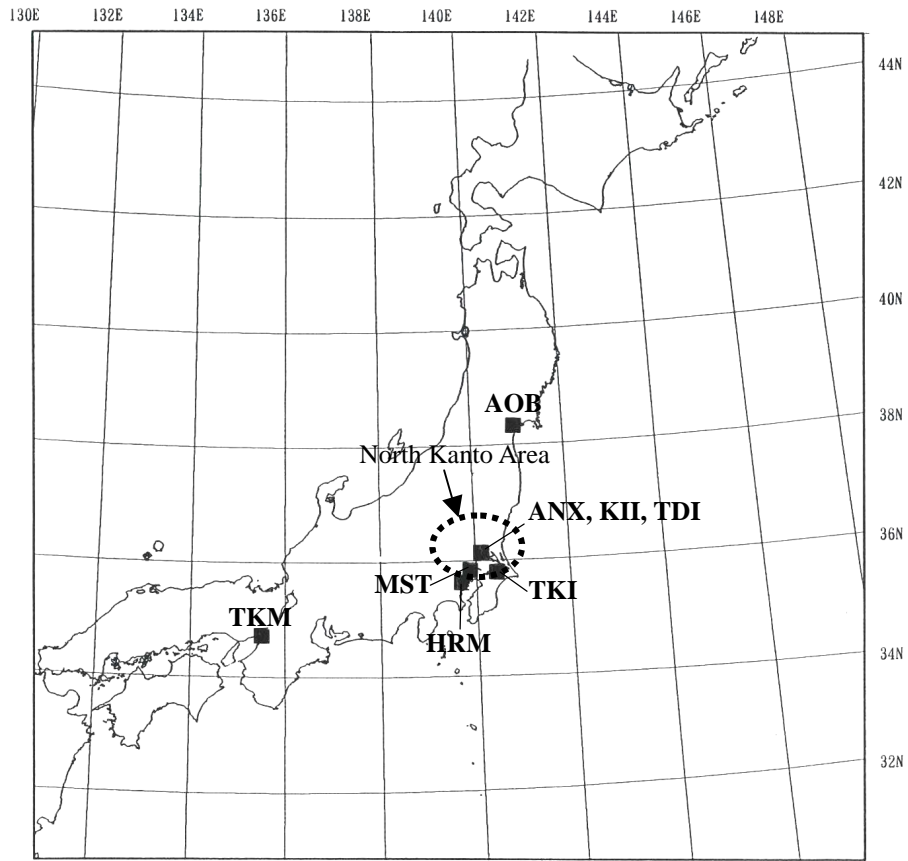 130E 132E 134E 136E 138E 140E 142E 144E 146E 148E
44N
42N
40N
AOB
38N
North Kanto Area
ANX, KII, TDI
36N
MST
TKI
TKM
HRM
34N
32N